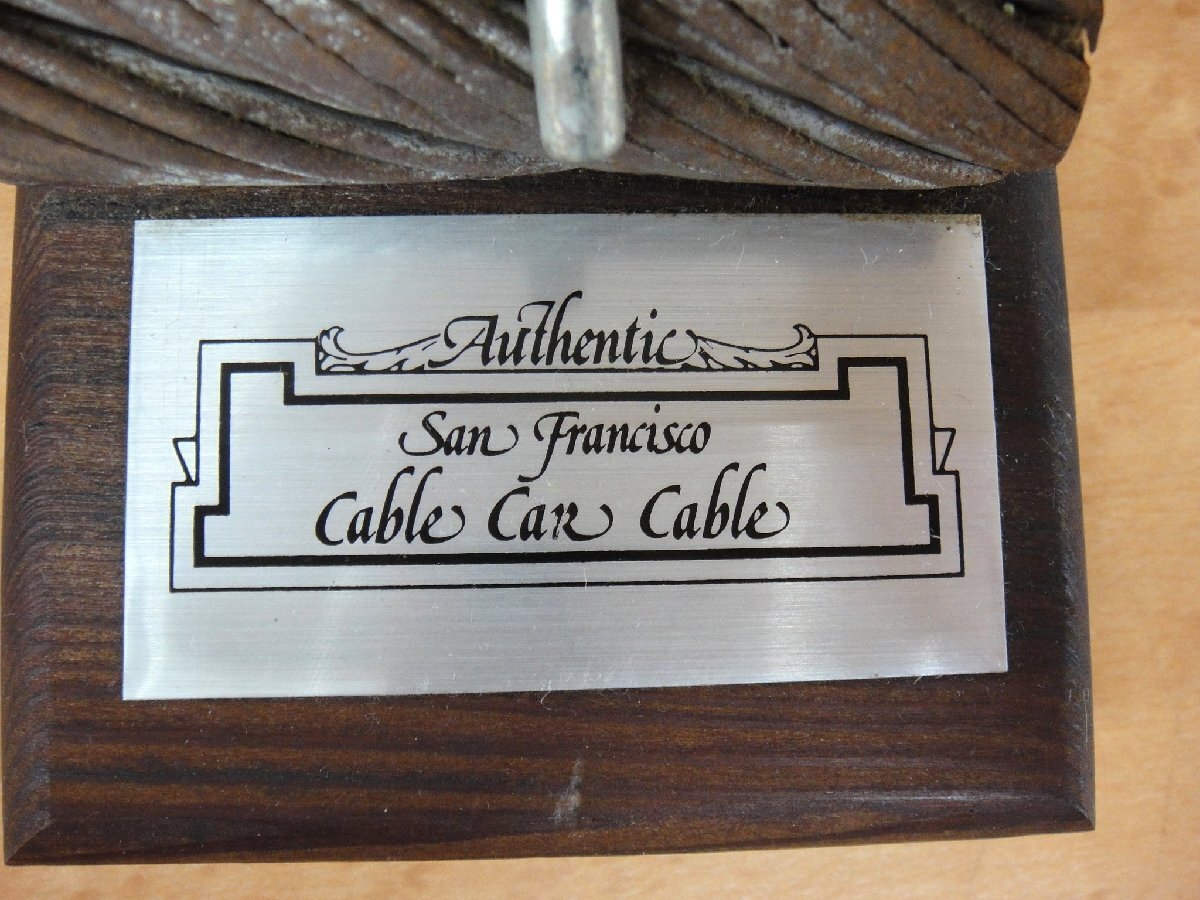 Authentic
San Francisco
Cable Car Cable